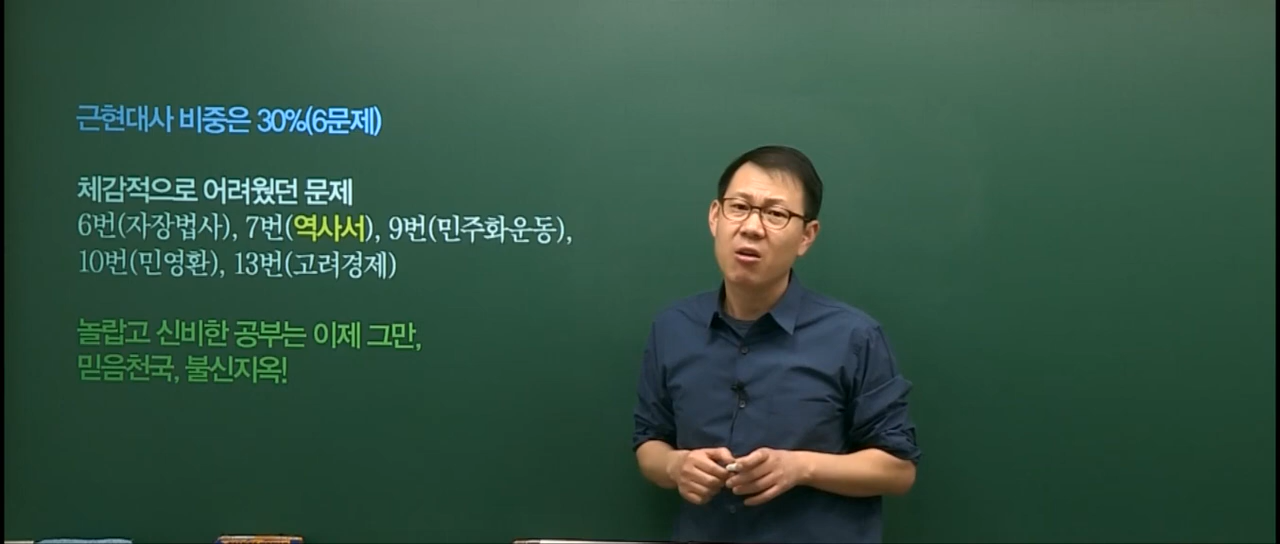 근현대사 비중은 30%(6문제)
체감적으로 어려웠던 문제
6번(자장법사), 7번(역사서), 9번(민주화운동),
10번(민영환), 13번(고려경제)
놀랍고 신비한 공부는 이제 그만,
믿음천국, 불신지옥!